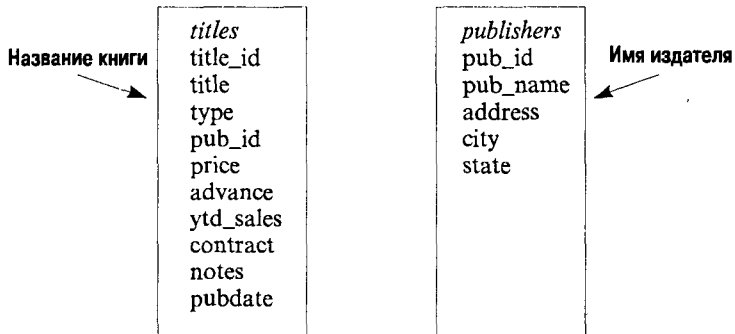 Название книги
titles
title_id
title
type
pub_id
price
advance
ytd_sales
contract
notes
pubdate
publishers
pub_id
pub_name
address
city
state
Имя издателя